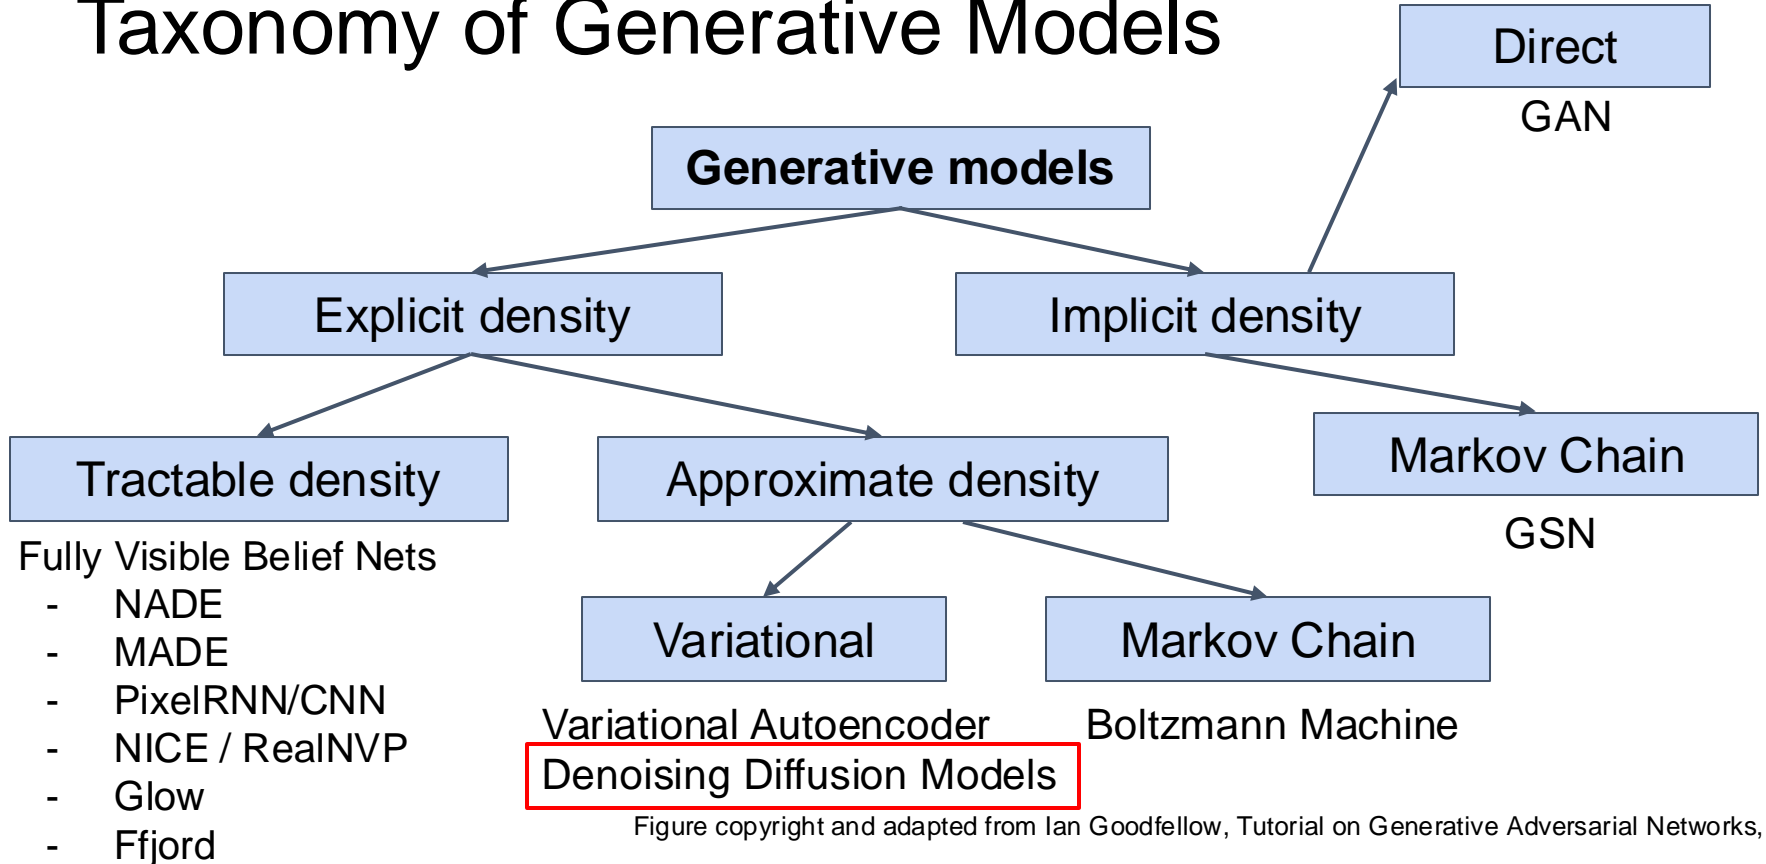 Taxonomy of Generative Models
Direct
GAN
Generative models
Explicit density
Implicit density
Tractable density
Approximate density
Markov Chain
GSN
Fully Visible Belief Nets
- NADE
- MADE
- PixelRNN/CNN
- NICE / RealNVP
- Glow
- Ffjord
Variational
Markov Chain
Variational Autoencoder
Boltzmann Machine
Denoising Diffusion Models
Figure copyright and adapted from Ian Goodfellow, Tutorial on Generative Adversarial Networks,